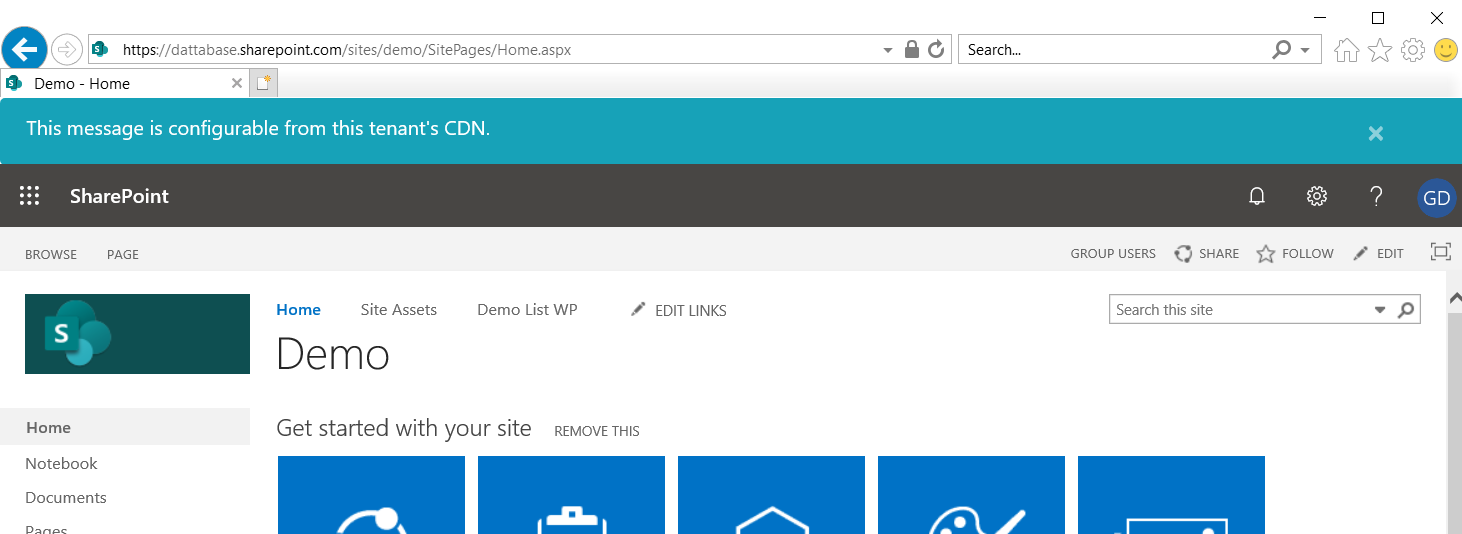 https://dattabase.sharepoint.com/sites/demo/SitePages/Home.aspx
Search...
Demo - Home
This message is configurable from this tenant's CDN.
SharePoint
GD
BROWSE PAGE GROUP USERS SHARE FOLLOW EDIT
S
Home Site Assets Demo List WP EDIT LINKS
Search this site
Demo
Home
Get started with your site REMOVE THIS
Notebook
Documents
Pages